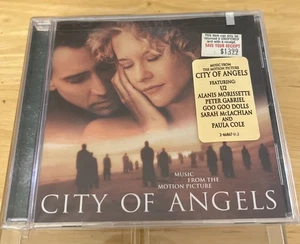 SAVE YOUR RECEIPT
$13.99
MUSIC FROM
THE MOTION PICTURE
CITY OF ANGELS
FEATURING:
U2
ALANIS MORISSETTE
PETER GABRIEL
GOO GOO DOLLS
SARAH McLACHLAN
AND
PAULA COLE
MUSIC
FROM THE
MOTION PICTURE
CITY OF ANGELS